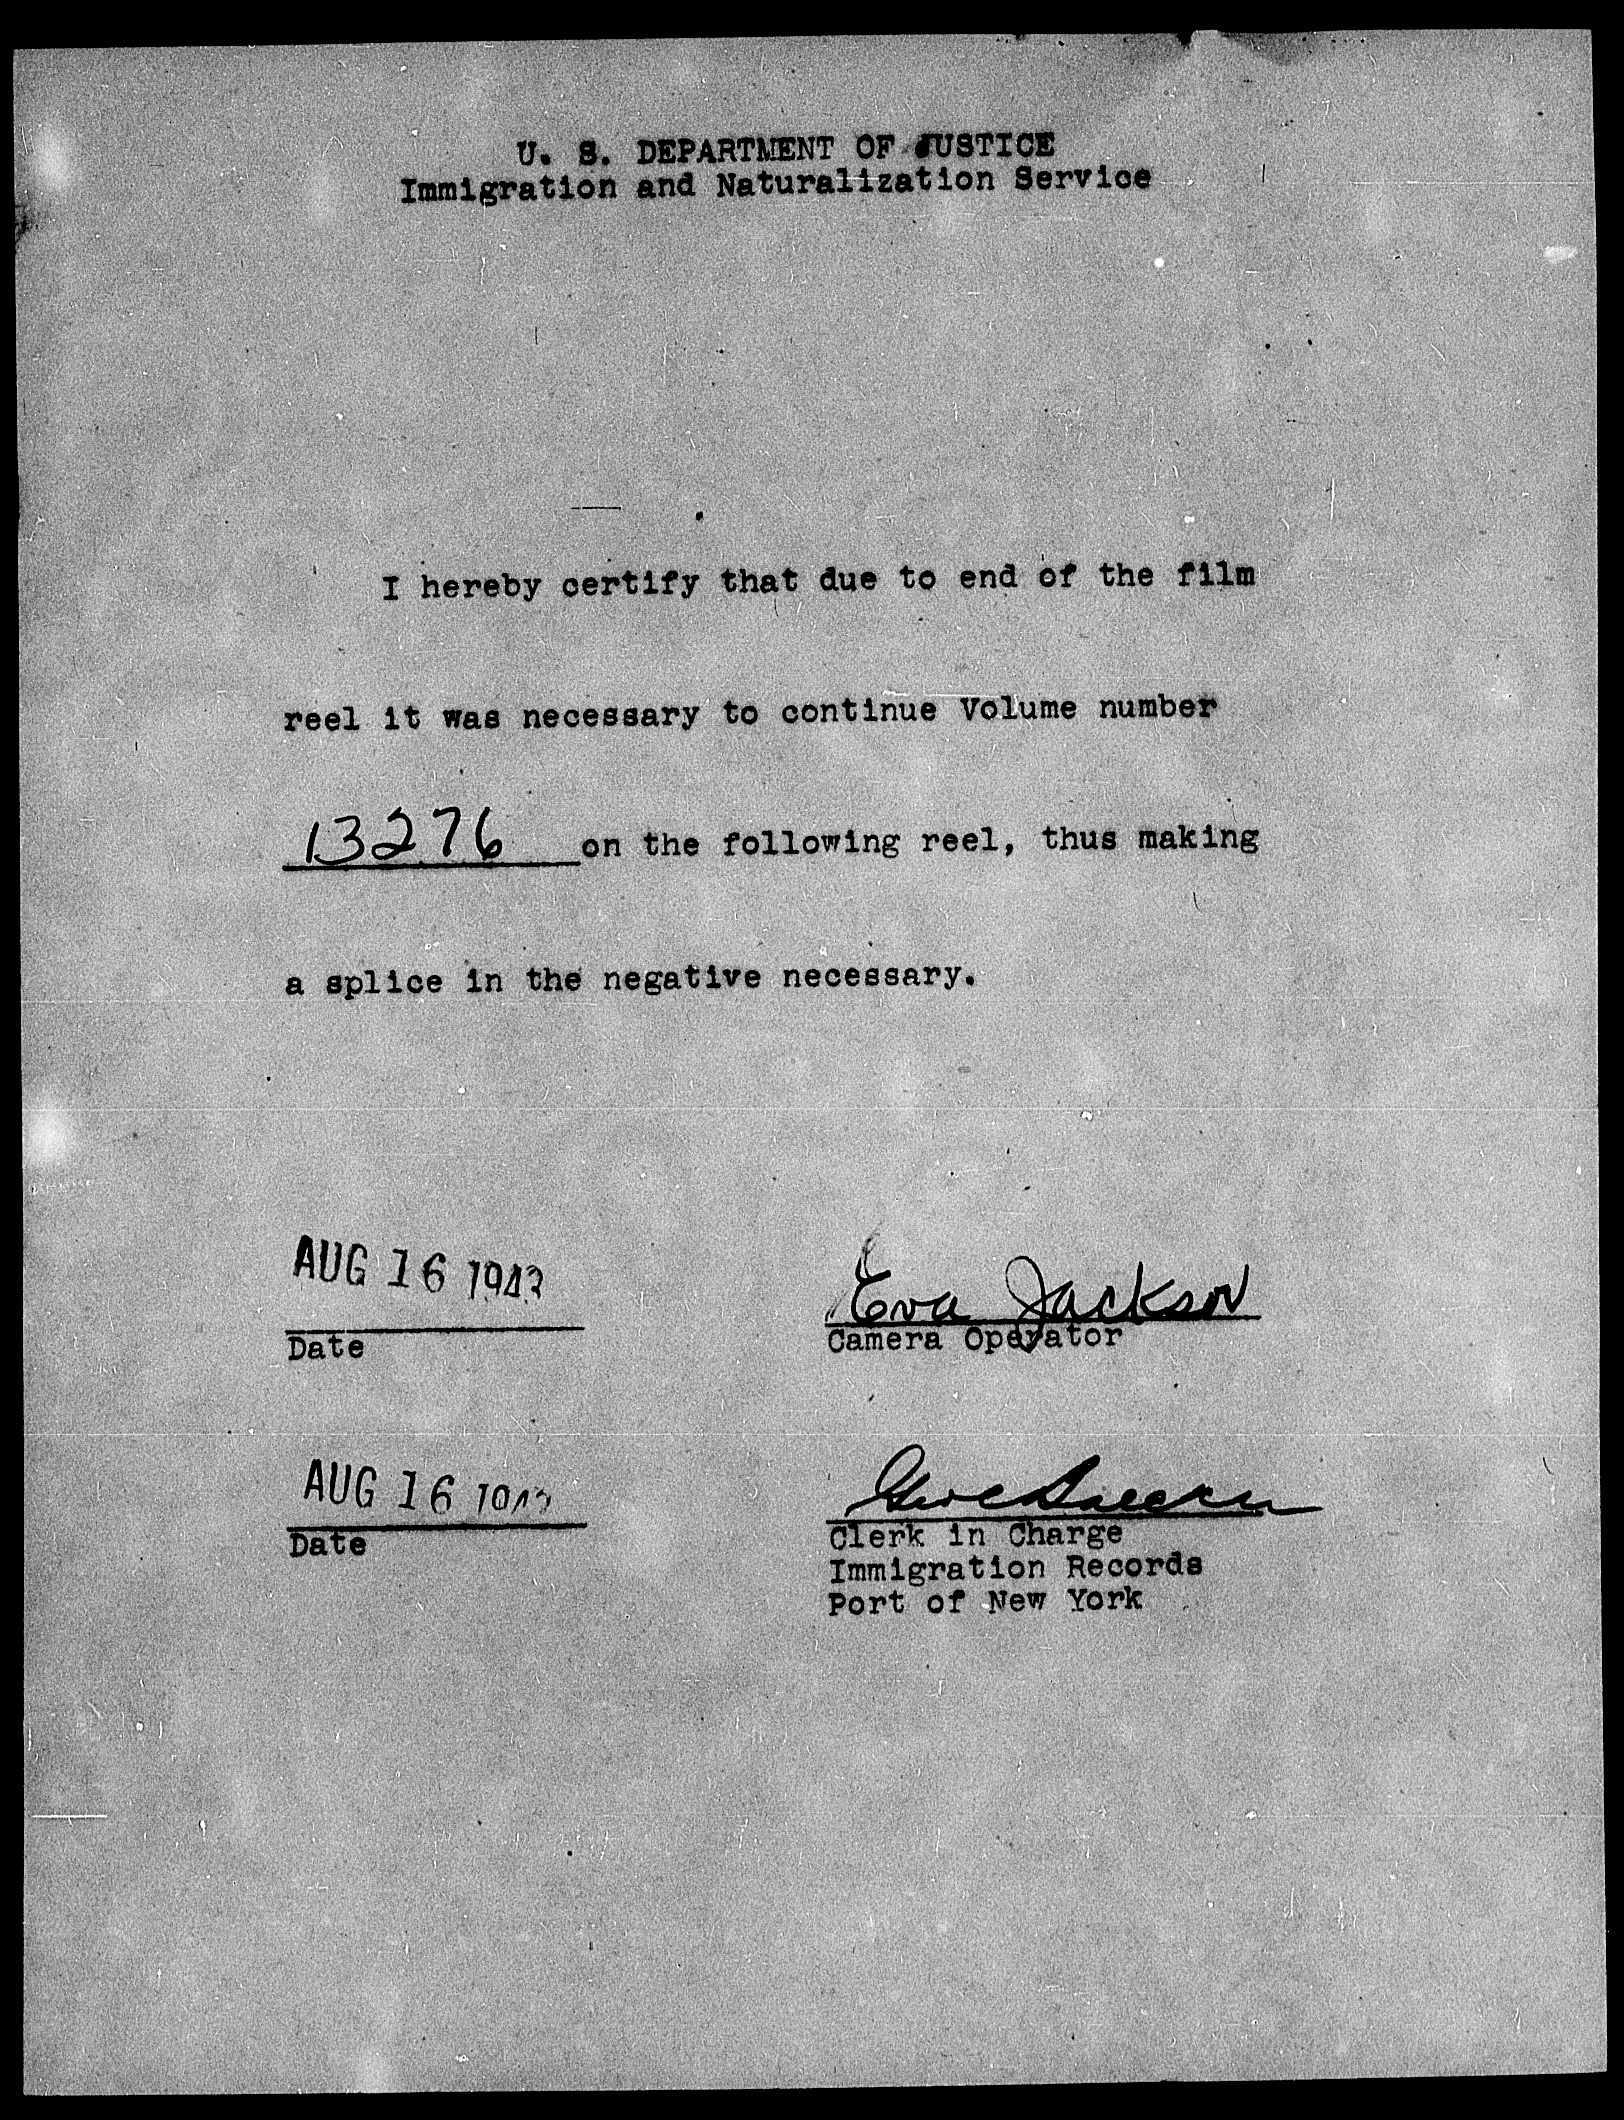 U. S. DEPARTMENT OF JUSTICE
Immigration and Naturalization Service
I hereby certify that due to end of the film
reel it was necessary to continue Volume number
13276 on the following reel, thus making
a splice in the negative necessary.
AUG 16 1943
Date
Eva Jackson
Camera Operator
AUG 16
Date
Clerk in Charge
Immigration Records
Port of New York